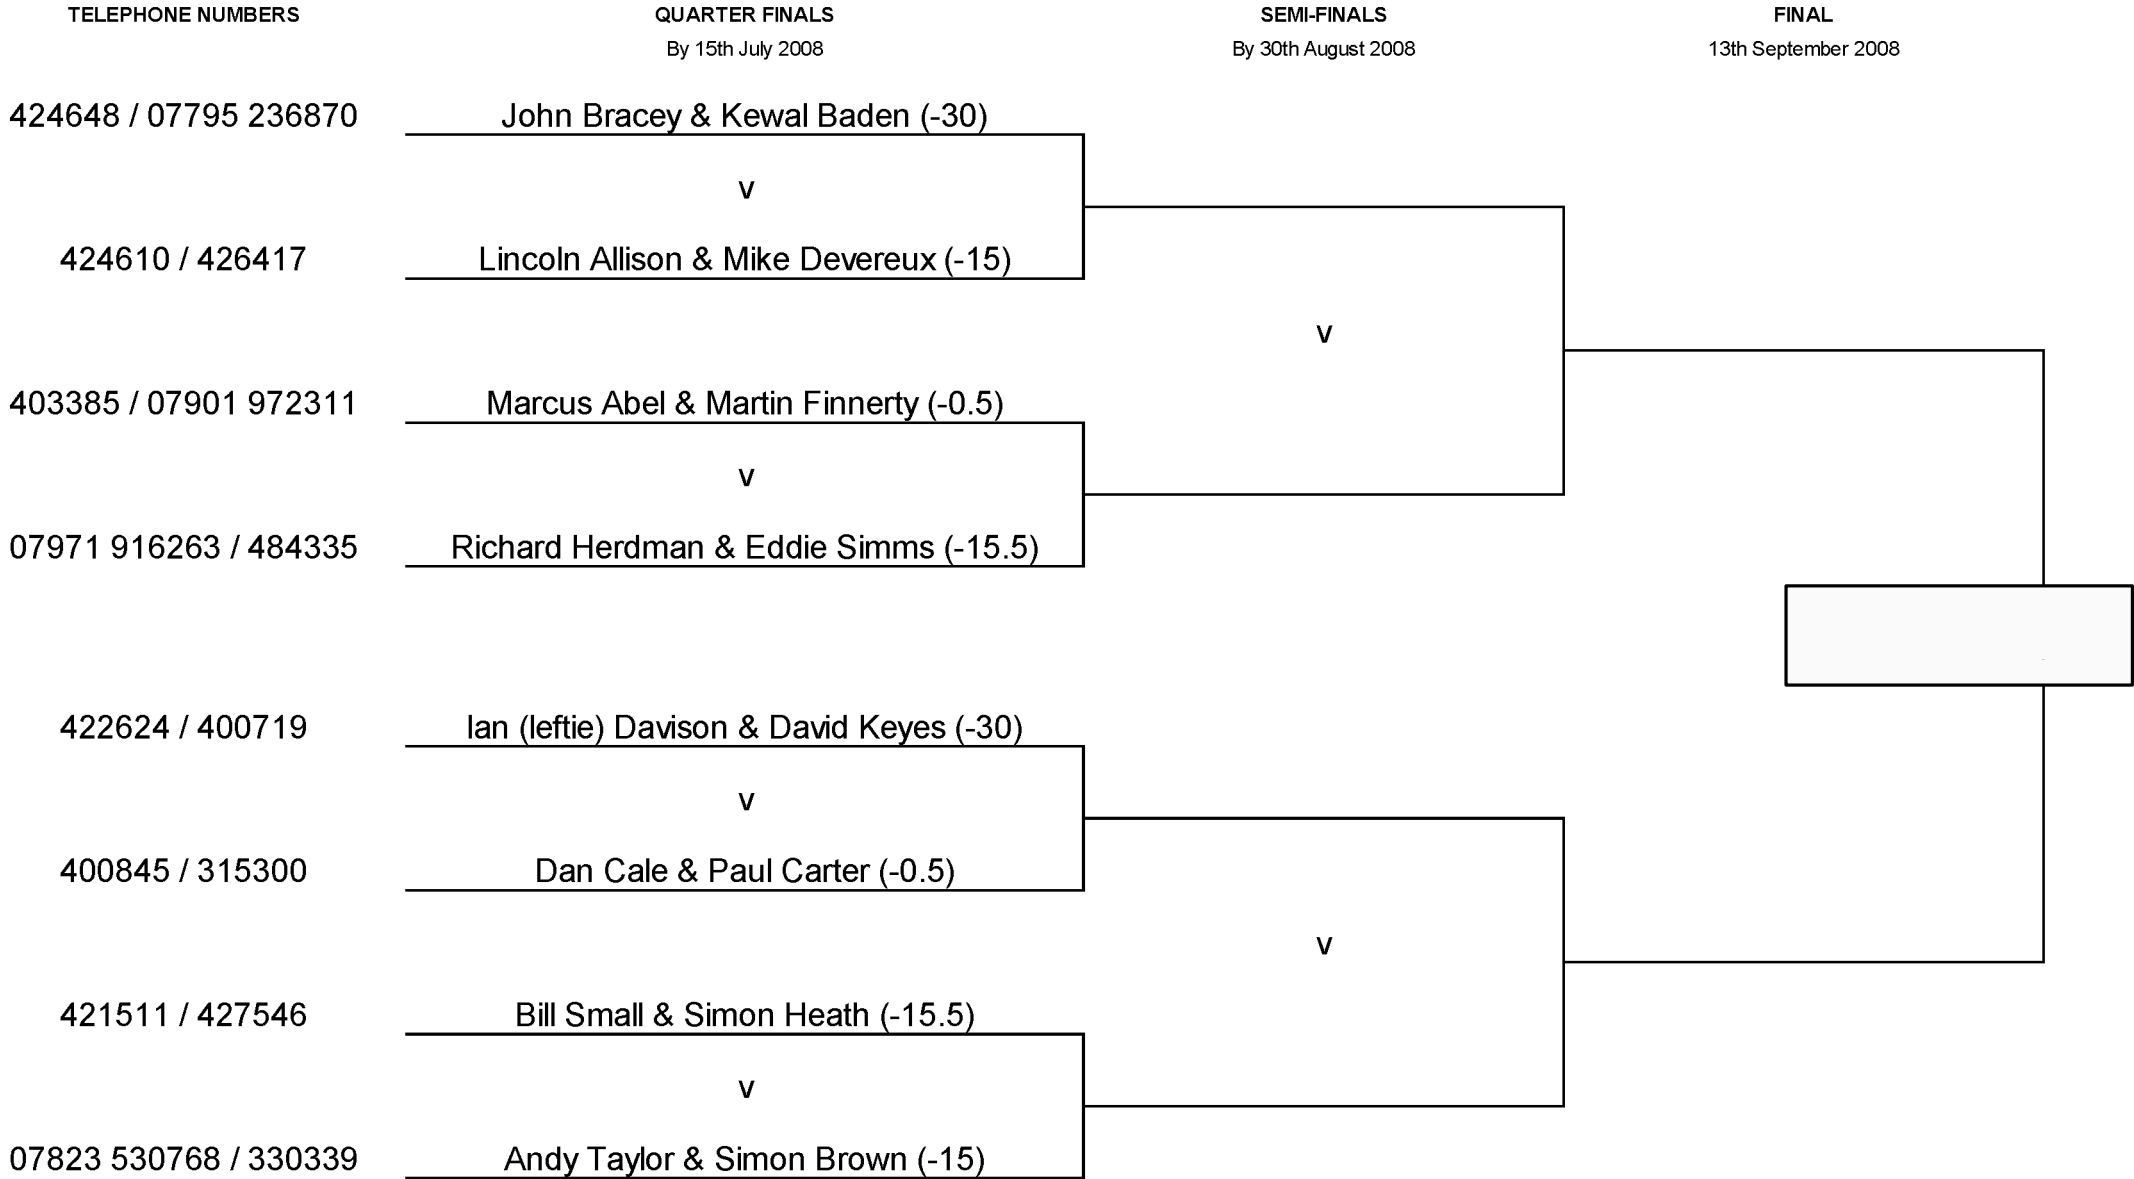 TELEPHONE NUMBERS QUARTER FINALS SEMI-FINALS FINAL
By 15th July 2008 By 30th August 2008 13th September 2008
424648 / 07795 236870 John Bracey & Kewal Baden (-30)
v
424610 / 426417 Lincoln Allison & Mike Devereux (-15)
v
403385 / 07901 972311 Marcus Abel & Martin Finnerty (-0.5)
v
07971 916263 / 484335 Richard Herdman & Eddie Simms (-15.5)
422624 / 400719 Ian (leftie) Davison & David Keyes (-30)
v
400845 / 315300 Dan Cale & Paul Carter (-0.5)
v
421511 / 427546 Bill Small & Simon Heath (-15.5)
v
07823 530768 / 330339 Andy Taylor & Simon Brown (-15)